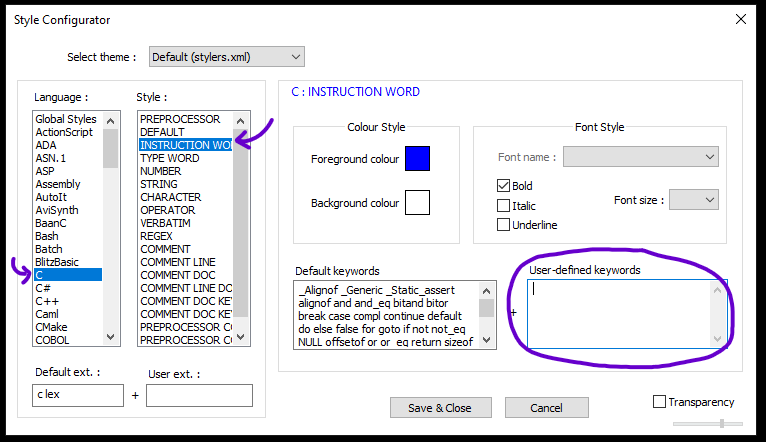 Style Configurator
Select theme : Default (stylers.xml)
Language :
Global Styles
ActionScript
ADA
ASN.1
ASP
Assembly
AutoIt
AviSynth
BaanC
Bash
Batch
BlitzBasic
C
C#
C++
Caml
CMake
COBOL
Style :
PREPROCESSOR
DEFAULT
INSTRUCTION WO
TYPE WORD
NUMBER
STRING
CHARACTER
OPERATOR
VERBATIM
REGEX
COMMENT
COMMENT LINE
COMMENT DOC
COMMENT LINE DO
COMMENT DOC KE
COMMENT DOC KE
PREPROCESSOR CO
PREPROCESSOR CO
Default ext. :
c lex
+
User ext. :
C : INSTRUCTION WORD
Colour Style
Foreground colour
Background colour
Font Style
Font name :
Bold
Italic
Underline
Font size :
Default keywords
_Alignof _Generic _Static_assert
alignof and and_eq bitand bitor
break case compl continue default
do else false for goto if not not_eq
NULL offsetof or or_eq return sizeof
+
User-defined keywords
Save & Close
Cancel
Transparency